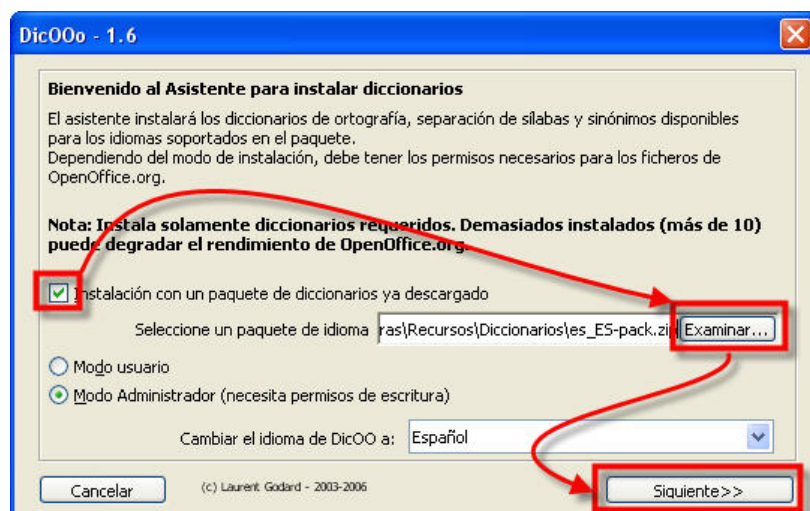 DicOOo - 1.6
Bienvenido al Asistente para instalar diccionarios
El asistente instalará los diccionarios de ortografía, separación de sílabas y sinónimos disponibles
para los idiomas soportados en el paquete.
Dependiendo del modo de instalación, debe tener los permisos necesarios para los ficheros de
OpenOffice.org.
Nota: Instala solamente diccionarios requeridos. Demasiados instalados (más de 10)
puede degradar el rendimiento de OpenOffice.org.
Instalación con un paquete de diccionarios ya descargado
Seleccione un paquete de idioma ras\Recursos\Diccionarios\es_ES-pack.zip Examinar...
Modo usuario
Modo Administrador (necesita permisos de escritura)
Cambiar el idioma de DicOO a: Español
Cancelar (c) Laurent Godard - 2003-2006 Siguiente>>